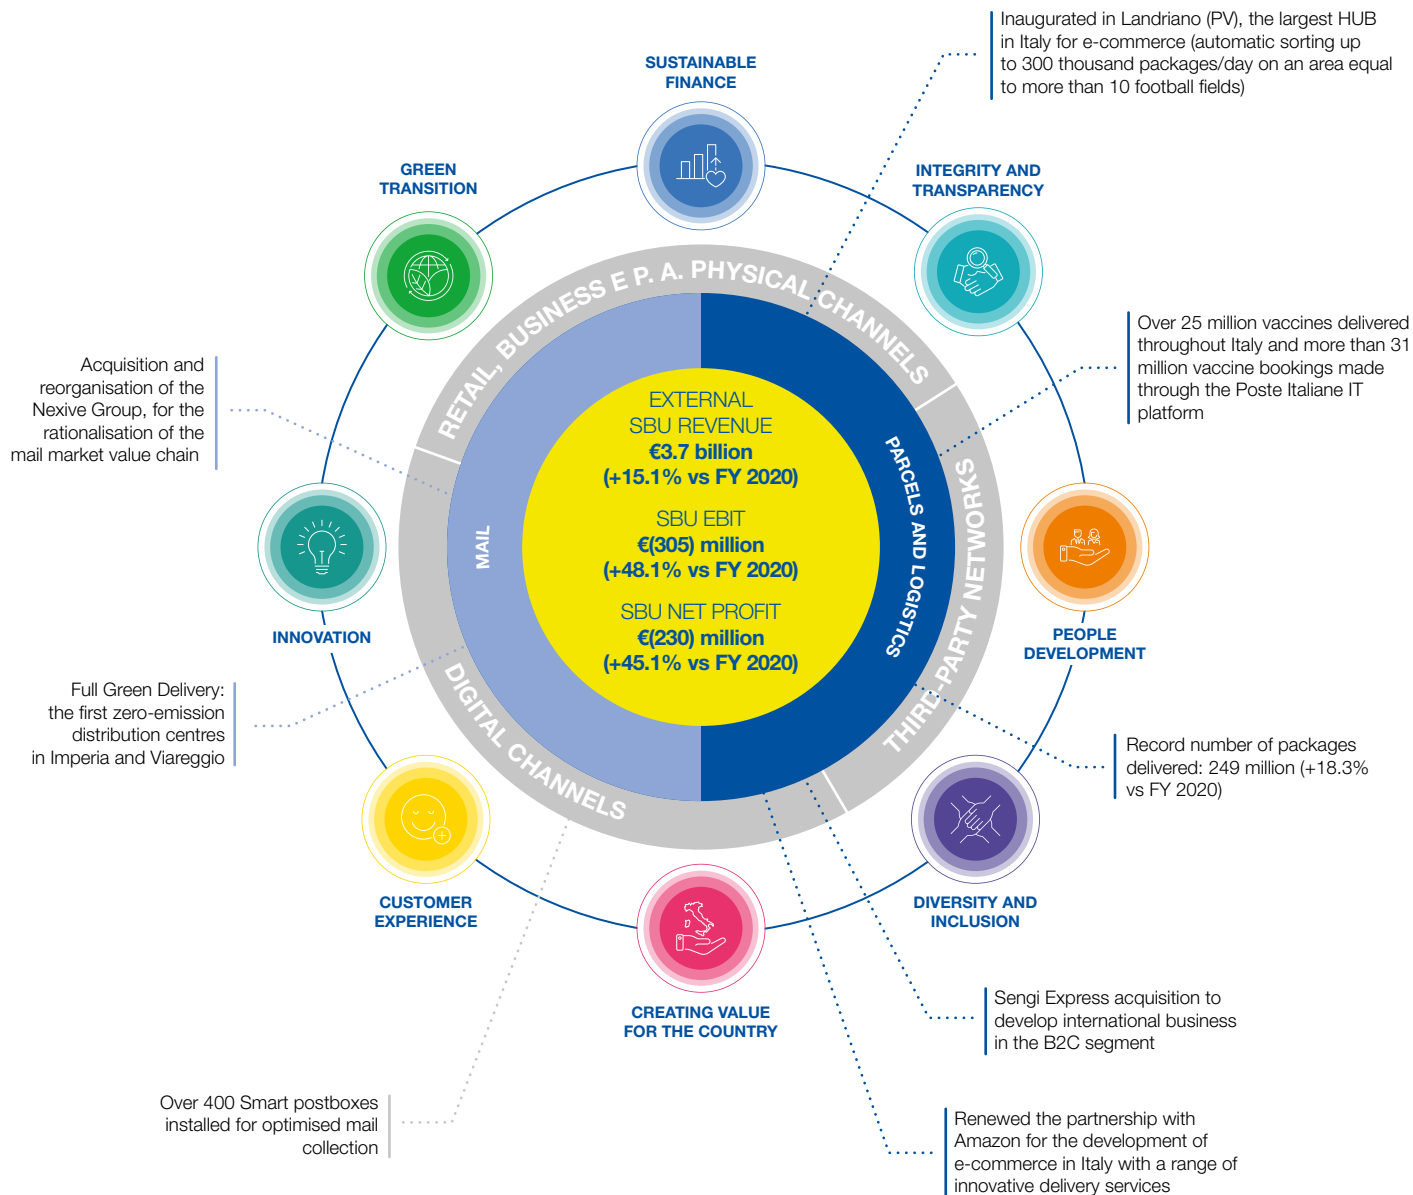 Inaugurated in Landriano (PV), the largest HUB
in Italy for e-commerce (automatic sorting up
to 300 thousand packages/day on an area equal
to more than 10 football fields)
SUSTAINABLE
FINANCE
GREEN
TRANSITION
INTEGRITY AND
TRANSPARENCY
RETAIL, BUSINESS E P. A. PHYSICAL CHANNELS
Over 25 million vaccines delivered
throughout Italy and more than 31
million vaccine bookings made
through the Poste Italiane IT
platform
Acquisition and
reorganisation of the
Nexive Group, for the
rationalisation of the
mail market value chain
EXTERNAL
SBU REVENUE
€3.7 billion
(+15.1% vs FY 2020)
SBU EBIT
€(305) million
(+48.1% vs FY 2020)
SBU NET PROFIT
€(230) million
(+45.1% vs FY 2020)
MAIL
PARCELS AND LOGISTICS
THIRD-PARTY NETWORKS
INNOVATION
PEOPLE
DEVELOPMENT
DIGITAL CHANNELS
Full Green Delivery:
the first zero-emission
distribution centres
in Imperia and Viareggio
Record number of packages
delivered: 249 million (+18.3%
vs FY 2020)
CUSTOMER
EXPERIENCE
DIVERSITY AND
INCLUSION
CREATING VALUE
FOR THE COUNTRY
Sengi Express acquisition to
develop international business
in the B2C segment
Over 400 Smart postboxes
installed for optimised mail
collection
Renewed the partnership with
Amazon for the development of
e-commerce in Italy with a range of
innovative delivery services